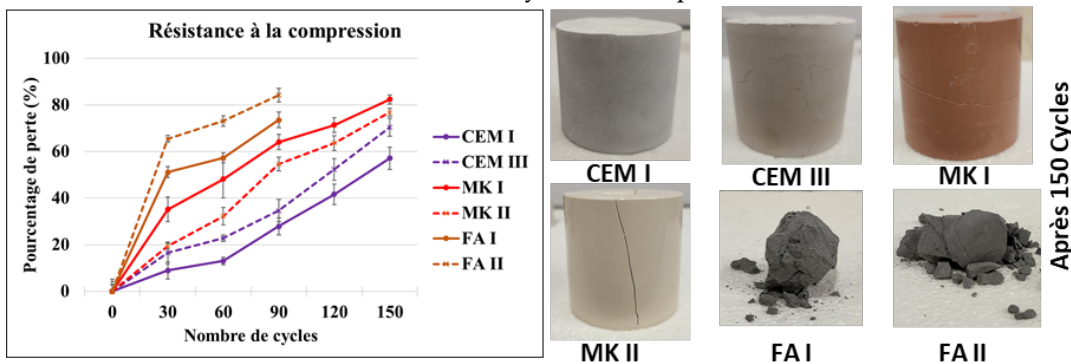 Résistance à la compression
Pourcentage de perte (%)
100
80
60
40
20
0
0 30 60 90 120 150
Nombre de cycles
CEM I
CEM III
MK I
MK II
FA I
FA II
CEM I
CEM III
MK I
MK II
FA I
FA II
Après 150 Cycles